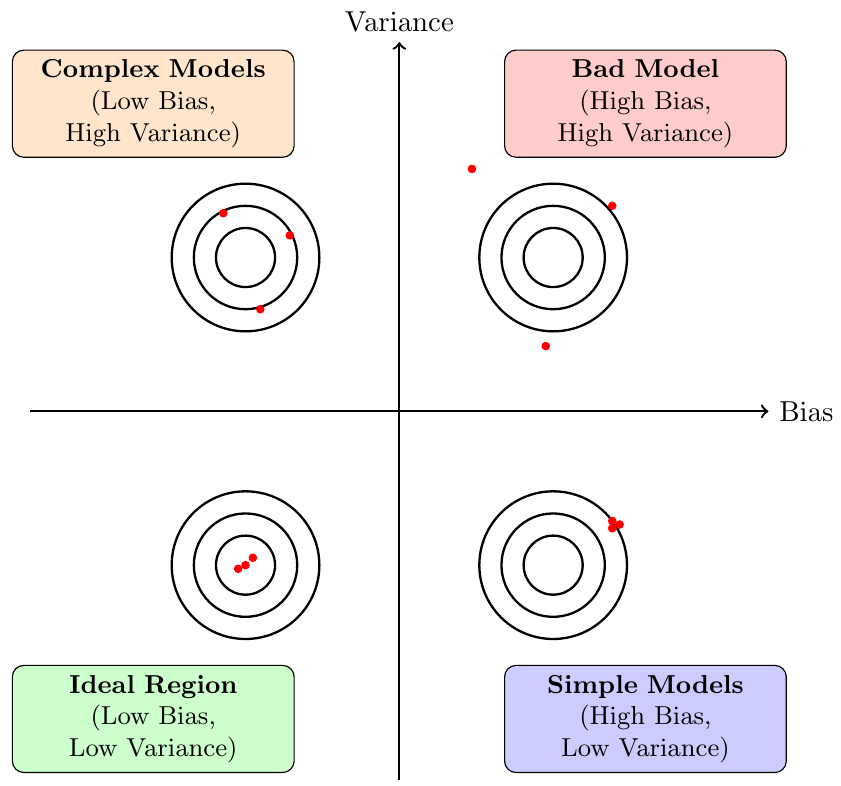 Variance
Complex Models
(Low Bias,
High Variance)
Bad Model
(High Bias,
High Variance)
Bias
Ideal Region
(Low Bias,
Low Variance)
Simple Models
(High Bias,
Low Variance)